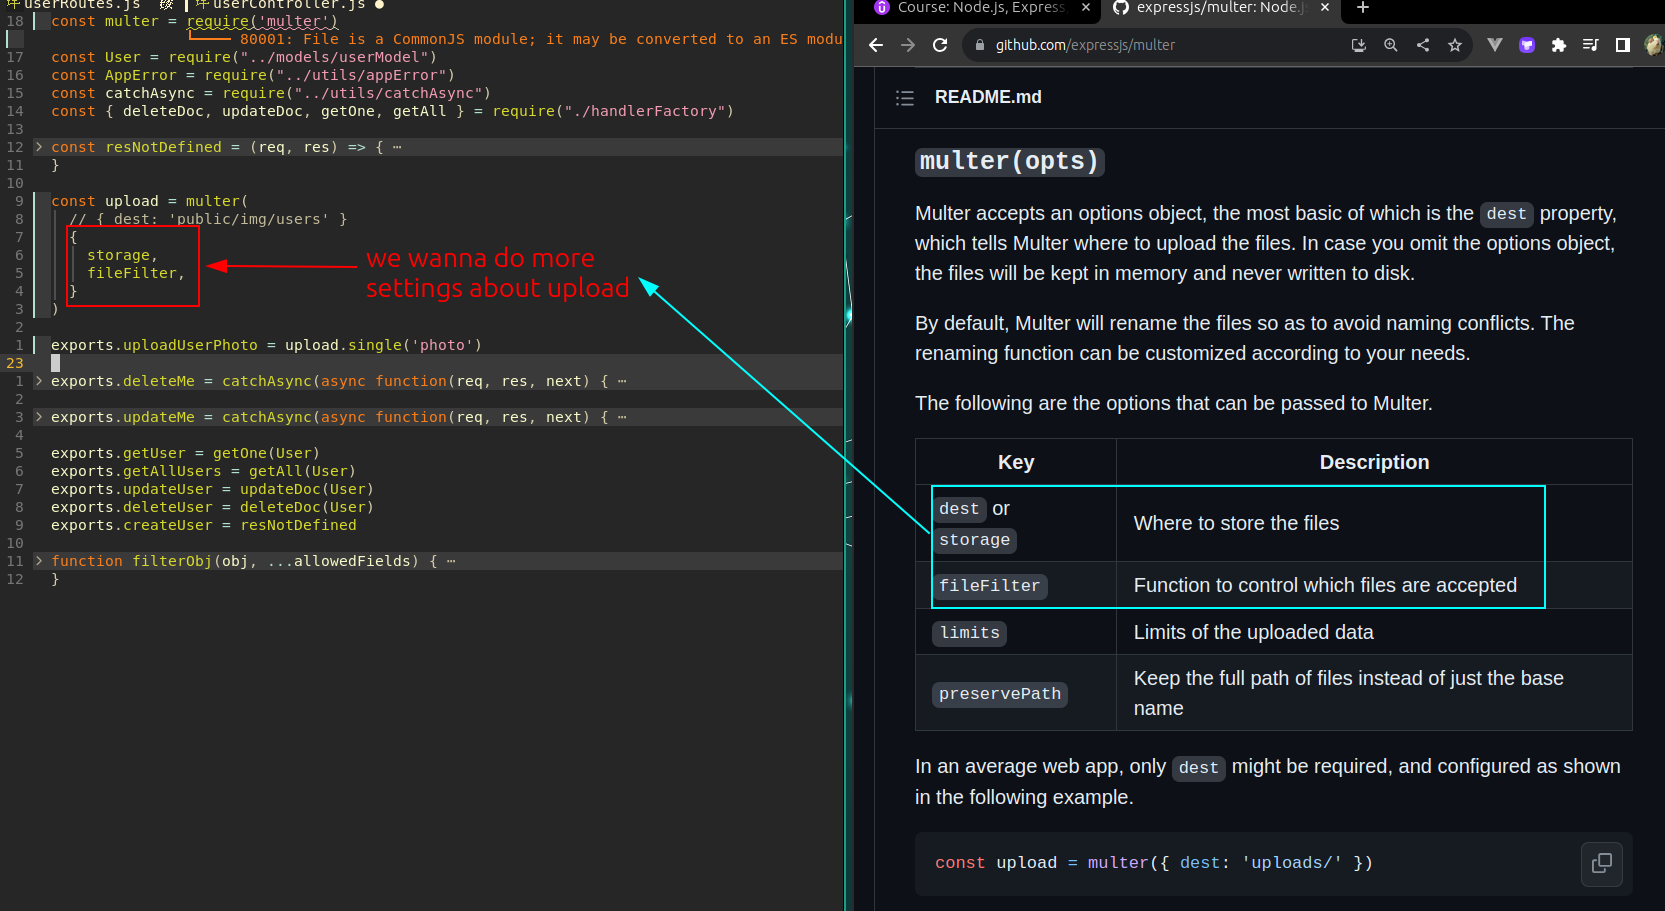 userRoutes.js
userController.js ●
18 const multer = require('multer')
80001: File is a CommonJS module; it may be converted to an ES modu
17 const User = require("../models/userModel")
16 const AppError = require("../utils/appError")
15 const catchAsync = require("../utils/catchAsync")
14 const { deleteDoc, updateDoc, getOne, getAll } = require("./handlerFactory")
13
12 > const resNotDefined = (req, res) => { ⋯
11 }
10
9 const upload = multer(
8 // { dest: 'public/img/users' }
7 {
6 storage,
5 fileFilter,
4 }
3 )
2
1 exports.uploadUserPhoto = upload.single('photo')
23
1 > exports.deleteMe = catchAsync(async function(req, res, next) { ⋯
2
3 > exports.updateMe = catchAsync(async function(req, res, next) { ⋯
4
5 exports.getUser = getOne(User)
6 exports.getAllUsers = getAll(User)
7 exports.updateUser = updateDoc(User)
8 exports.deleteUser = deleteDoc(User)
9 exports.createUser = resNotDefined
10
11 > function filterObj(obj, ...allowedFields) { ⋯
12 }
we wanna do more
settings about upload
Course: Node.js, Express,
expressjs/multer: Node.j
github.com/expressjs/multer
README.md
multer(opts)
Multer accepts an options object, the most basic of which is the dest property,
which tells Multer where to upload the files. In case you omit the options object,
the files will be kept in memory and never written to disk.
By default, Multer will rename the files so as to avoid naming conflicts. The
renaming function can be customized according to your needs.
The following are the options that can be passed to Multer.
Key Description
dest or
storage
Where to store the files
fileFilter Function to control which files are accepted
limits Limits of the uploaded data
preservePath
Keep the full path of files instead of just the base
name
In an average web app, only dest might be required, and configured as shown
in the following example.
const upload = multer({ dest: 'uploads/' })